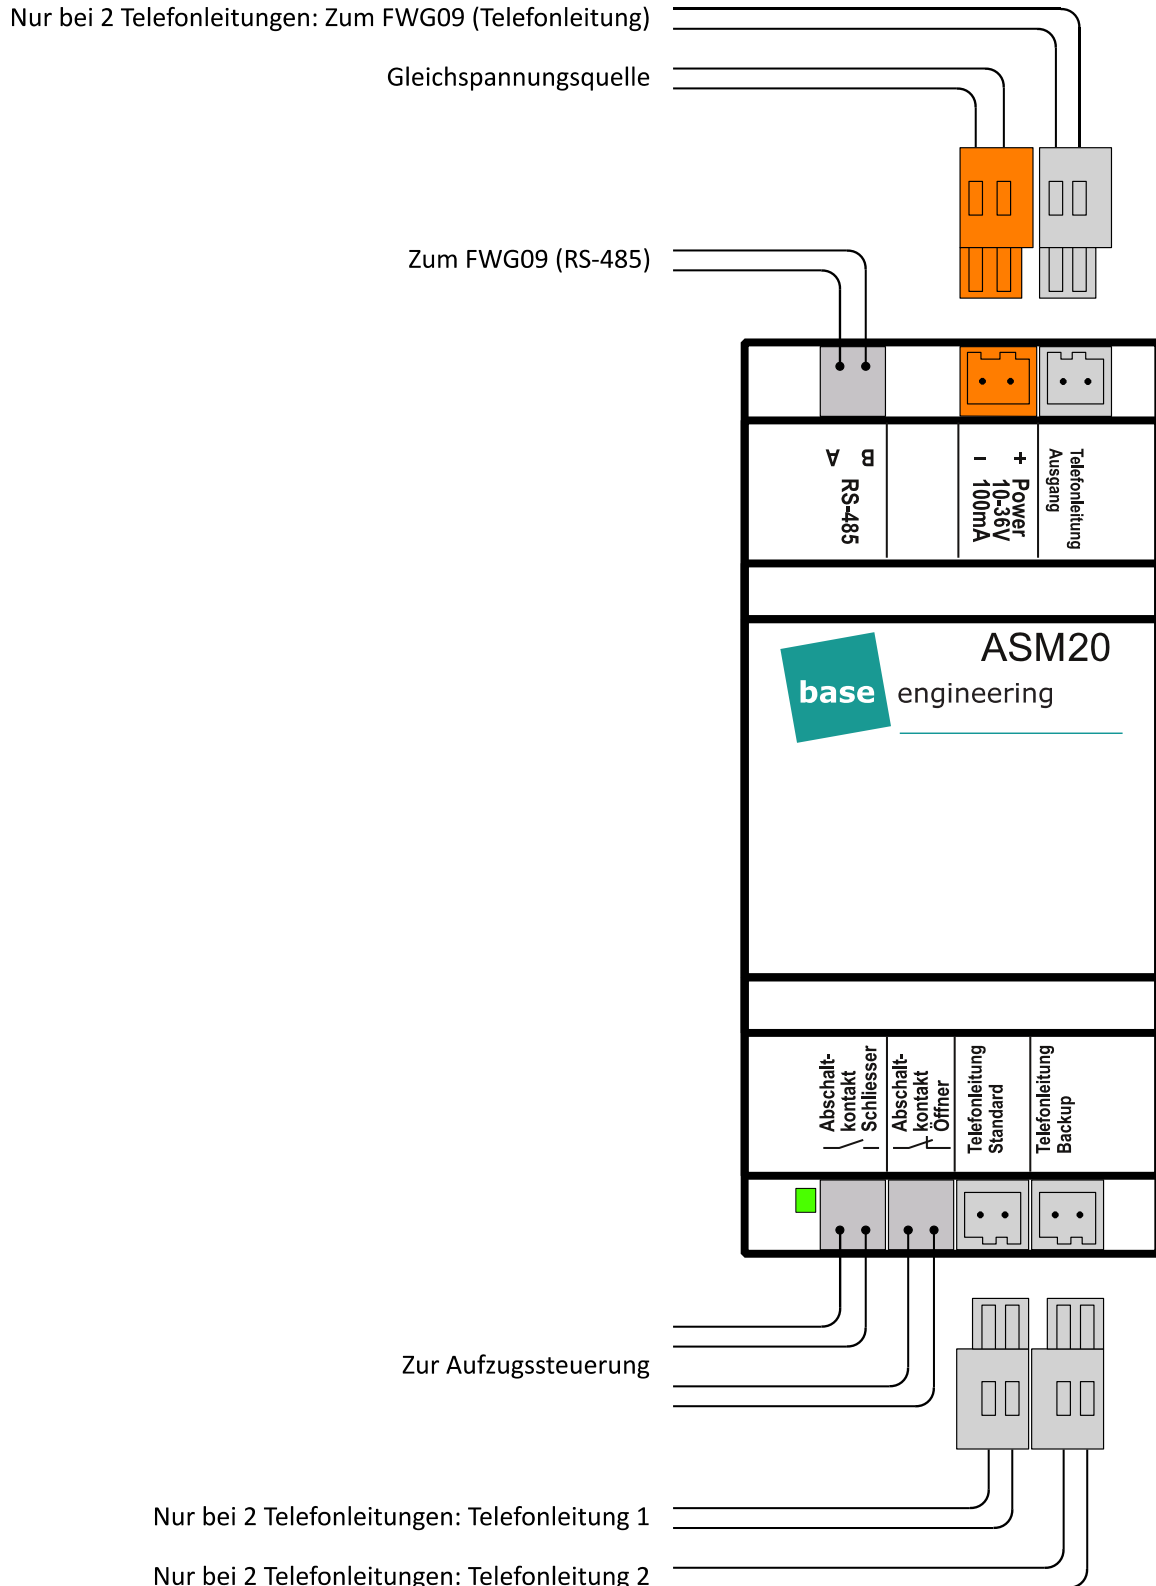 Nur bei 2 Telefonleitungen: Zum FWG09 (Telefonleitung)
Gleichspannungsquelle
Zum FWG09 (RS-485)
A
B
RS-485
–
+
Power
10-36V
100mA
Telefonleitung
Ausgang
ASM20
base
engineering
Abschalt-
kontakt
Schliesser
Abschalt-
kontakt
Öffner
Telefonleitung
Standard
Telefonleitung
Backup
Zur Aufzugssteuerung
Nur bei 2 Telefonleitungen: Telefonleitung 1
Nur bei 2 Telefonleitungen: Telefonleitung 2